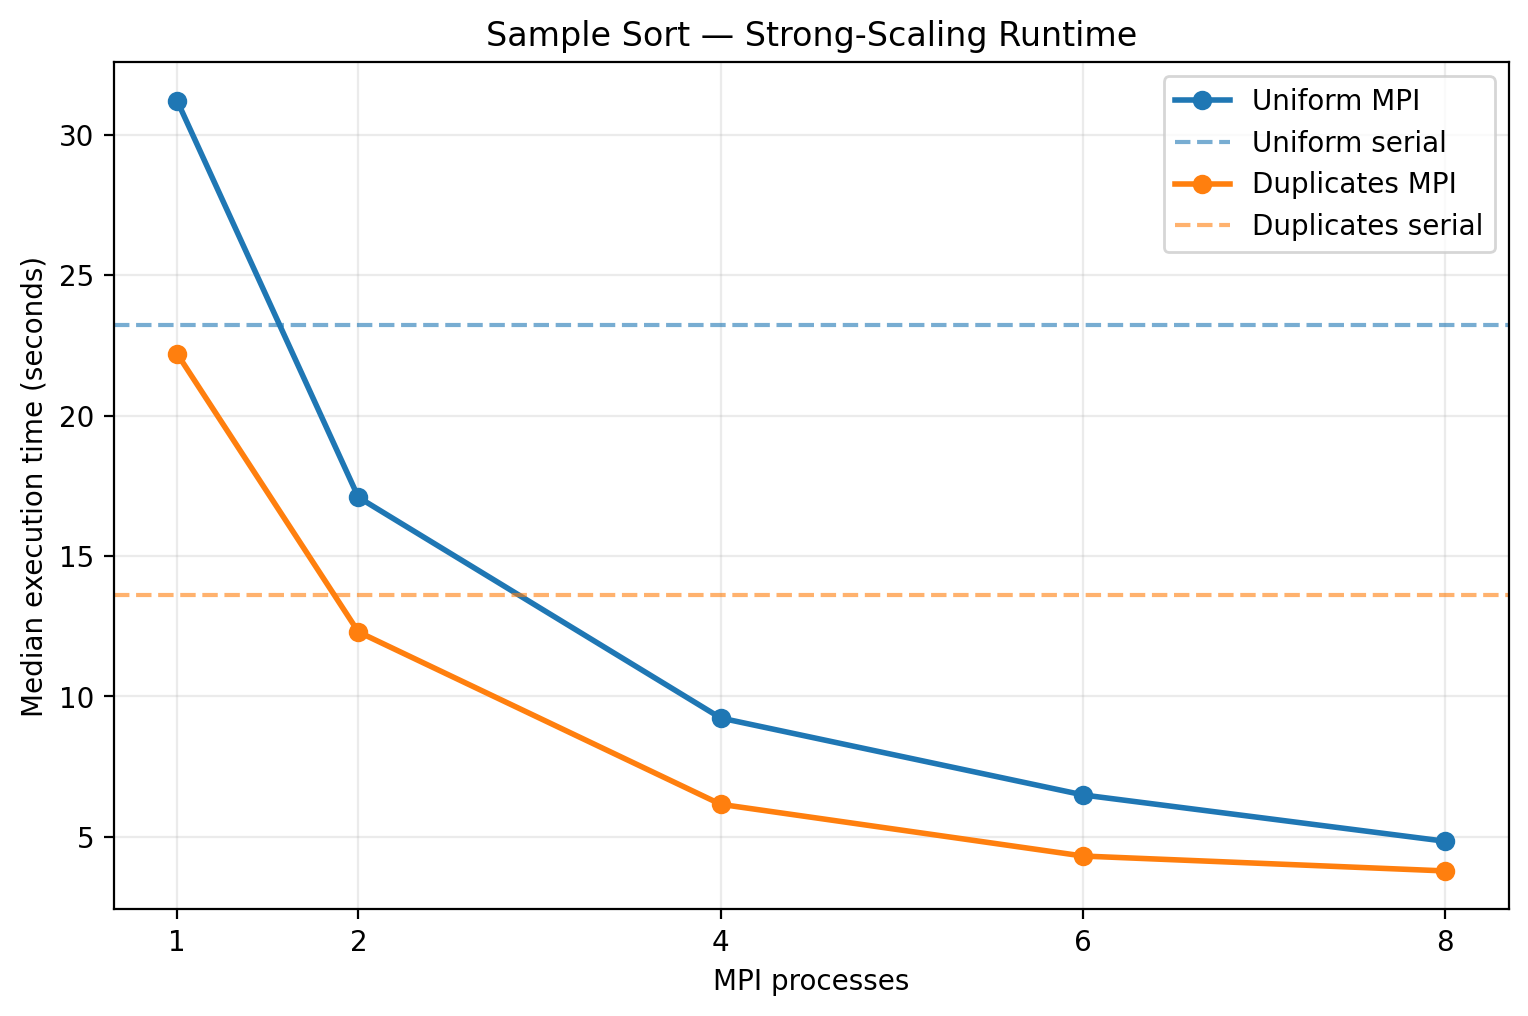 Sample Sort — Strong-Scaling Runtime
Uniform MPI
Uniform serial
Duplicates MPI
Duplicates serial
Median execution time (seconds)
30
25
20
15
10
5
1 2 4 6 8
MPI processes